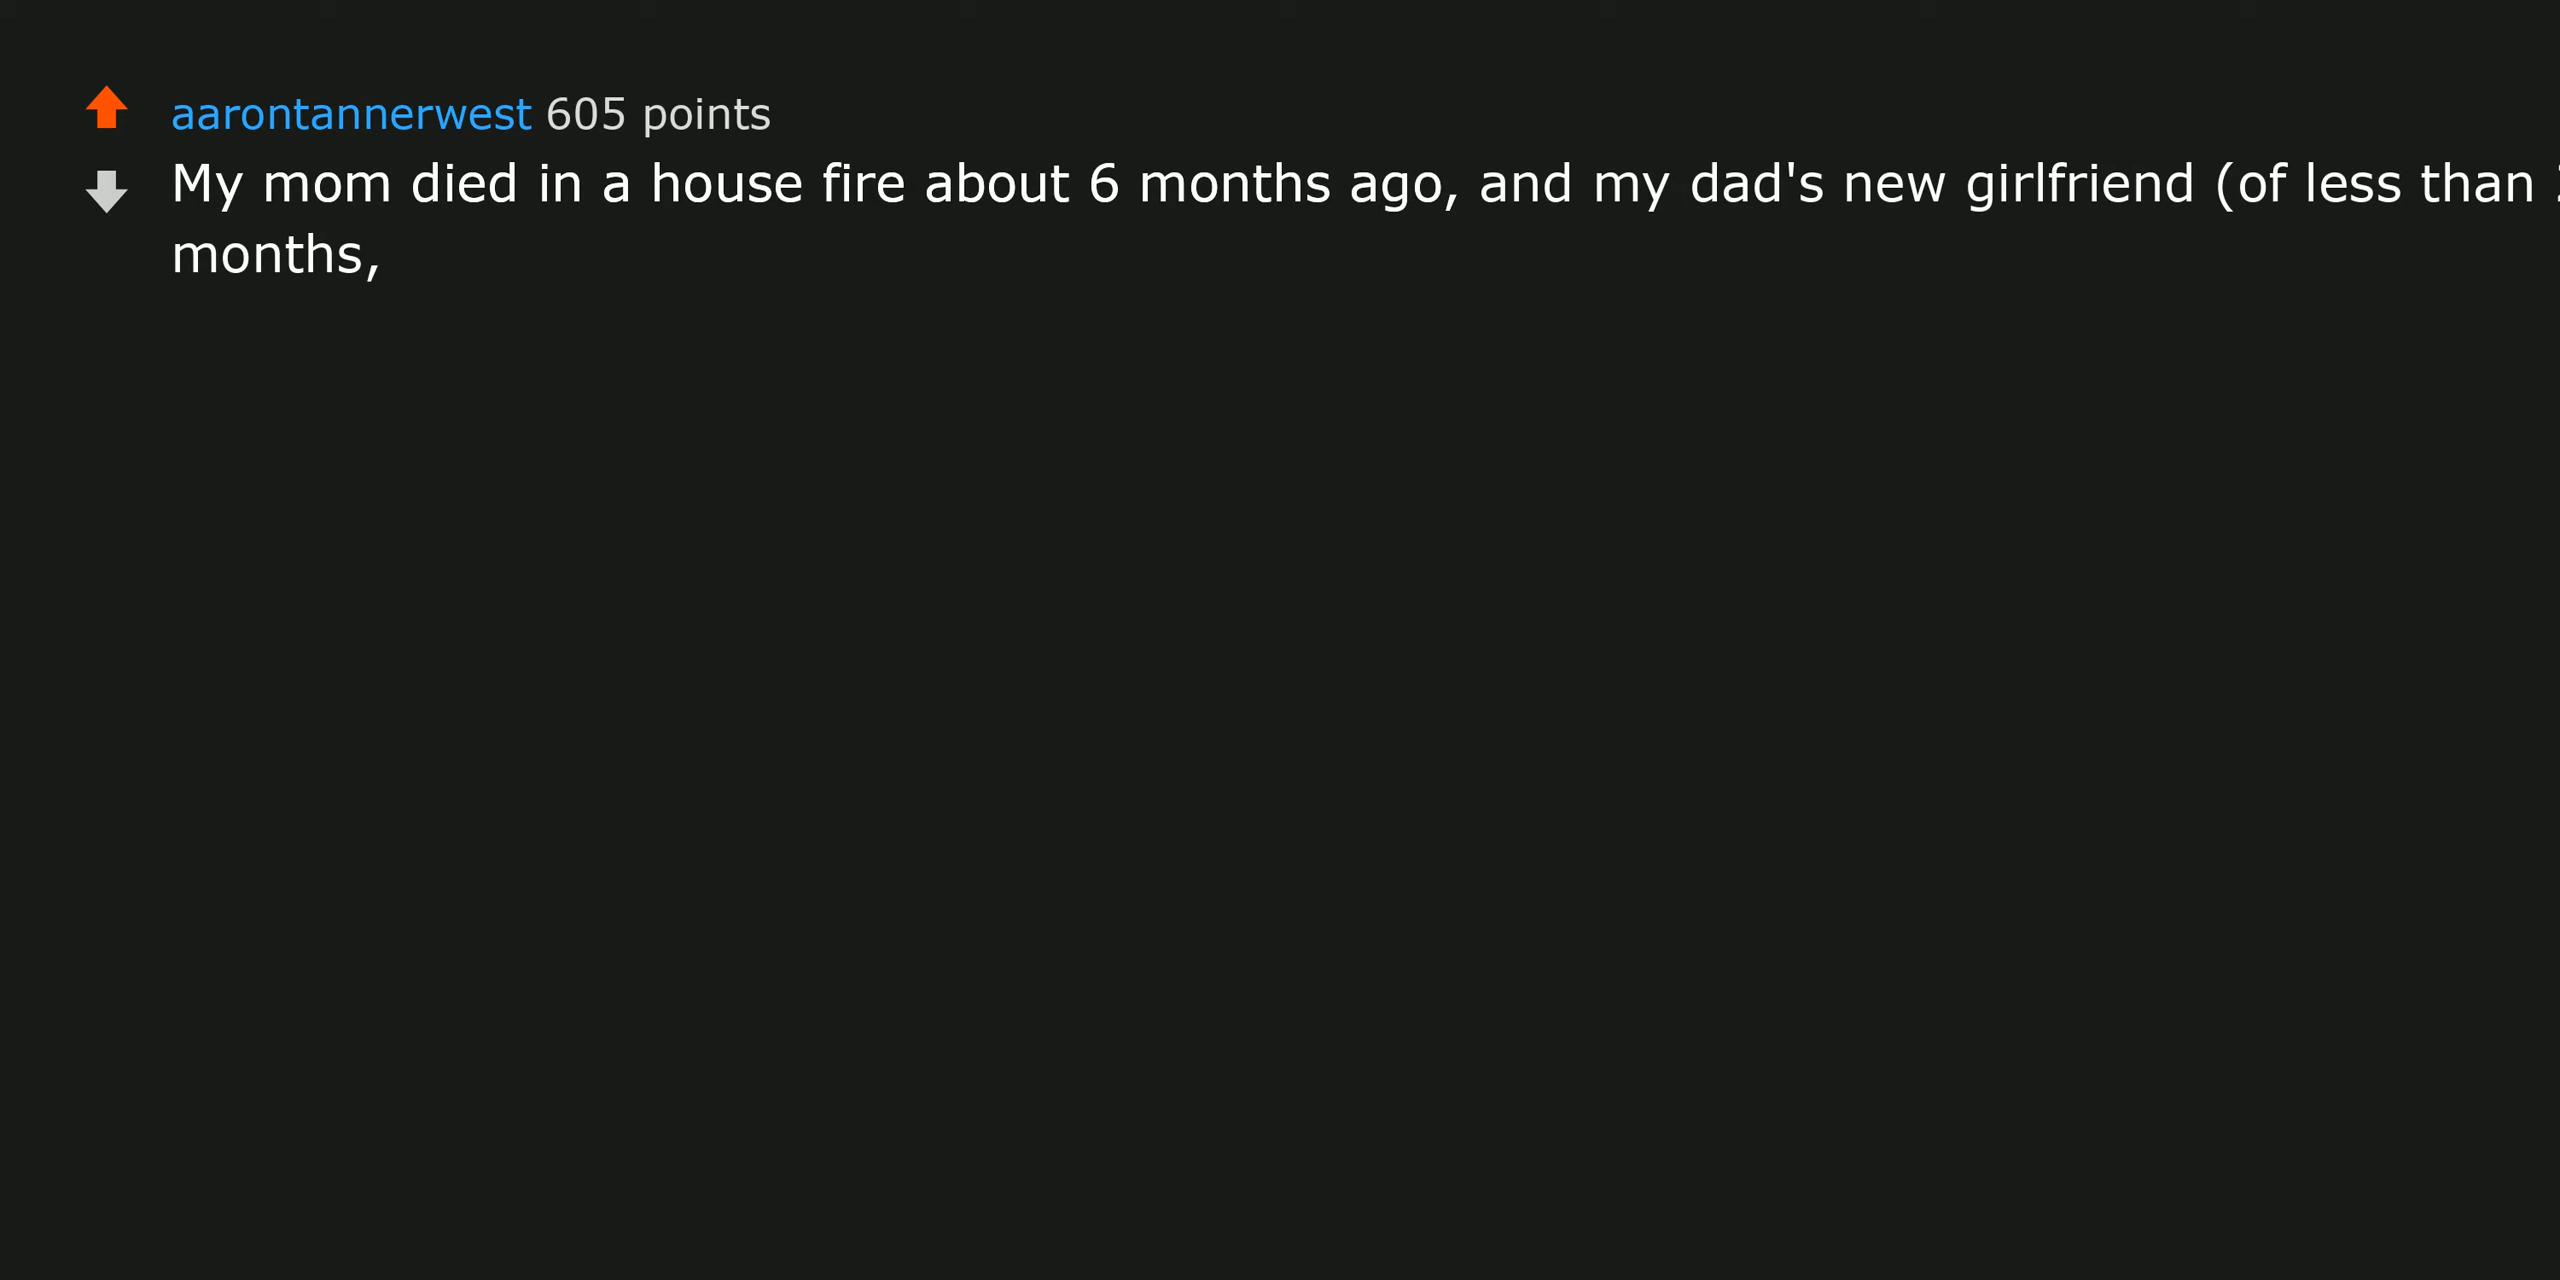 aarontannerwest 605 points
My mom died in a house fire about 6 months ago, and my dad's new girlfriend (of less than
months,